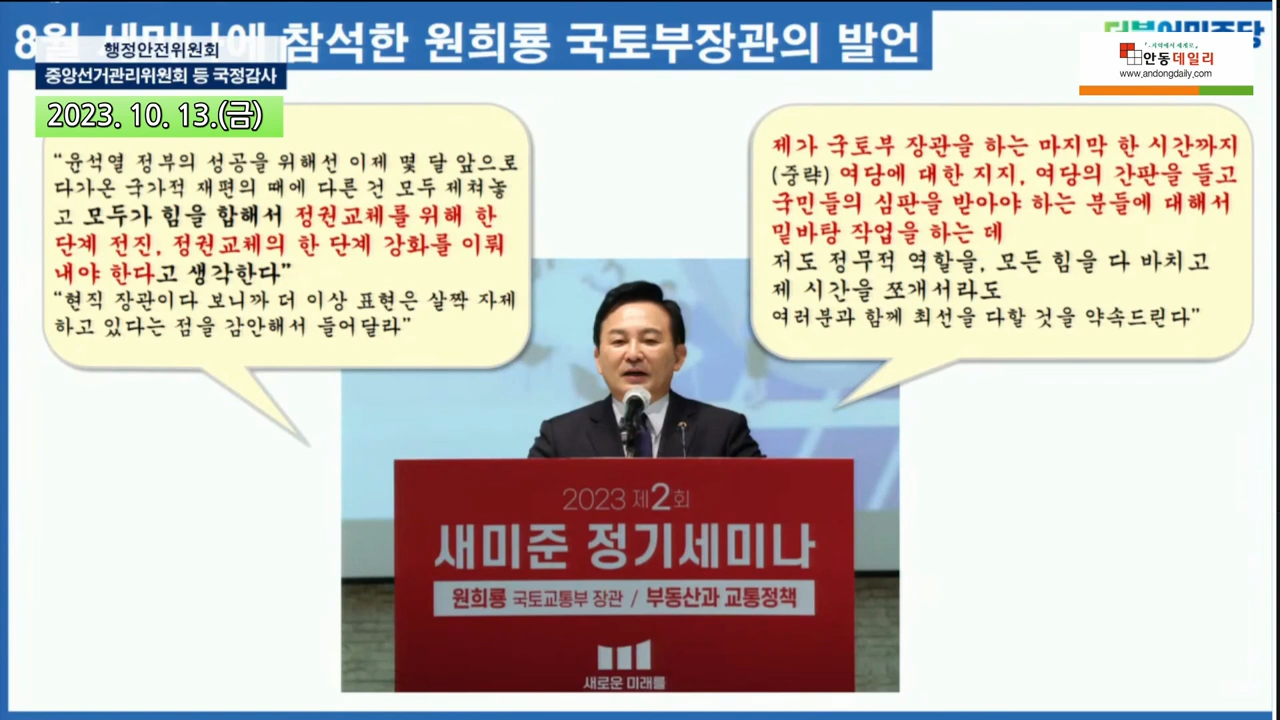 8월 세미나에 참석한 원희룡 국토부장관의 발언
행정안전위원회
중앙선거관리위원회 등 국정감사
2023. 10. 13.(금)
더불어민주당
안동데일리
www.andongdaily.com
“윤석열 정부의 성공을 위해선 이제 몇 달 앞으로
다가온 국가적 재편의 때에 다른 건 모두 제쳐놓
고 모두가 힘을 합해서 정권교체를 위해 한
단계 전진, 정권교체의 한 단계 강화를 이뤄
내야 한다고 생각한다”
“현직 장관이다 보니까 더 이상 표현은 살짝 자제
하고 있다는 점을 감안해서 들어달라”
제가 국토부 장관을 하는 마지막 한 시간까지
(중략) 여당에 대한 지지, 여당의 간판을 들고
국민들의 심판을 받아야 하는 분들에 대해서
밑바탕 작업을 하는 데
저도 정무적 역할을, 모든 힘을 다 바치고
제 시간을 쪼개서라도
여러분과 함께 최선을 다할 것을 약속드린다”
2023 제2회
새미준 정기세미나
원희룡 국토교통부 장관 / 부동산과 교통정책
새로운 미래를